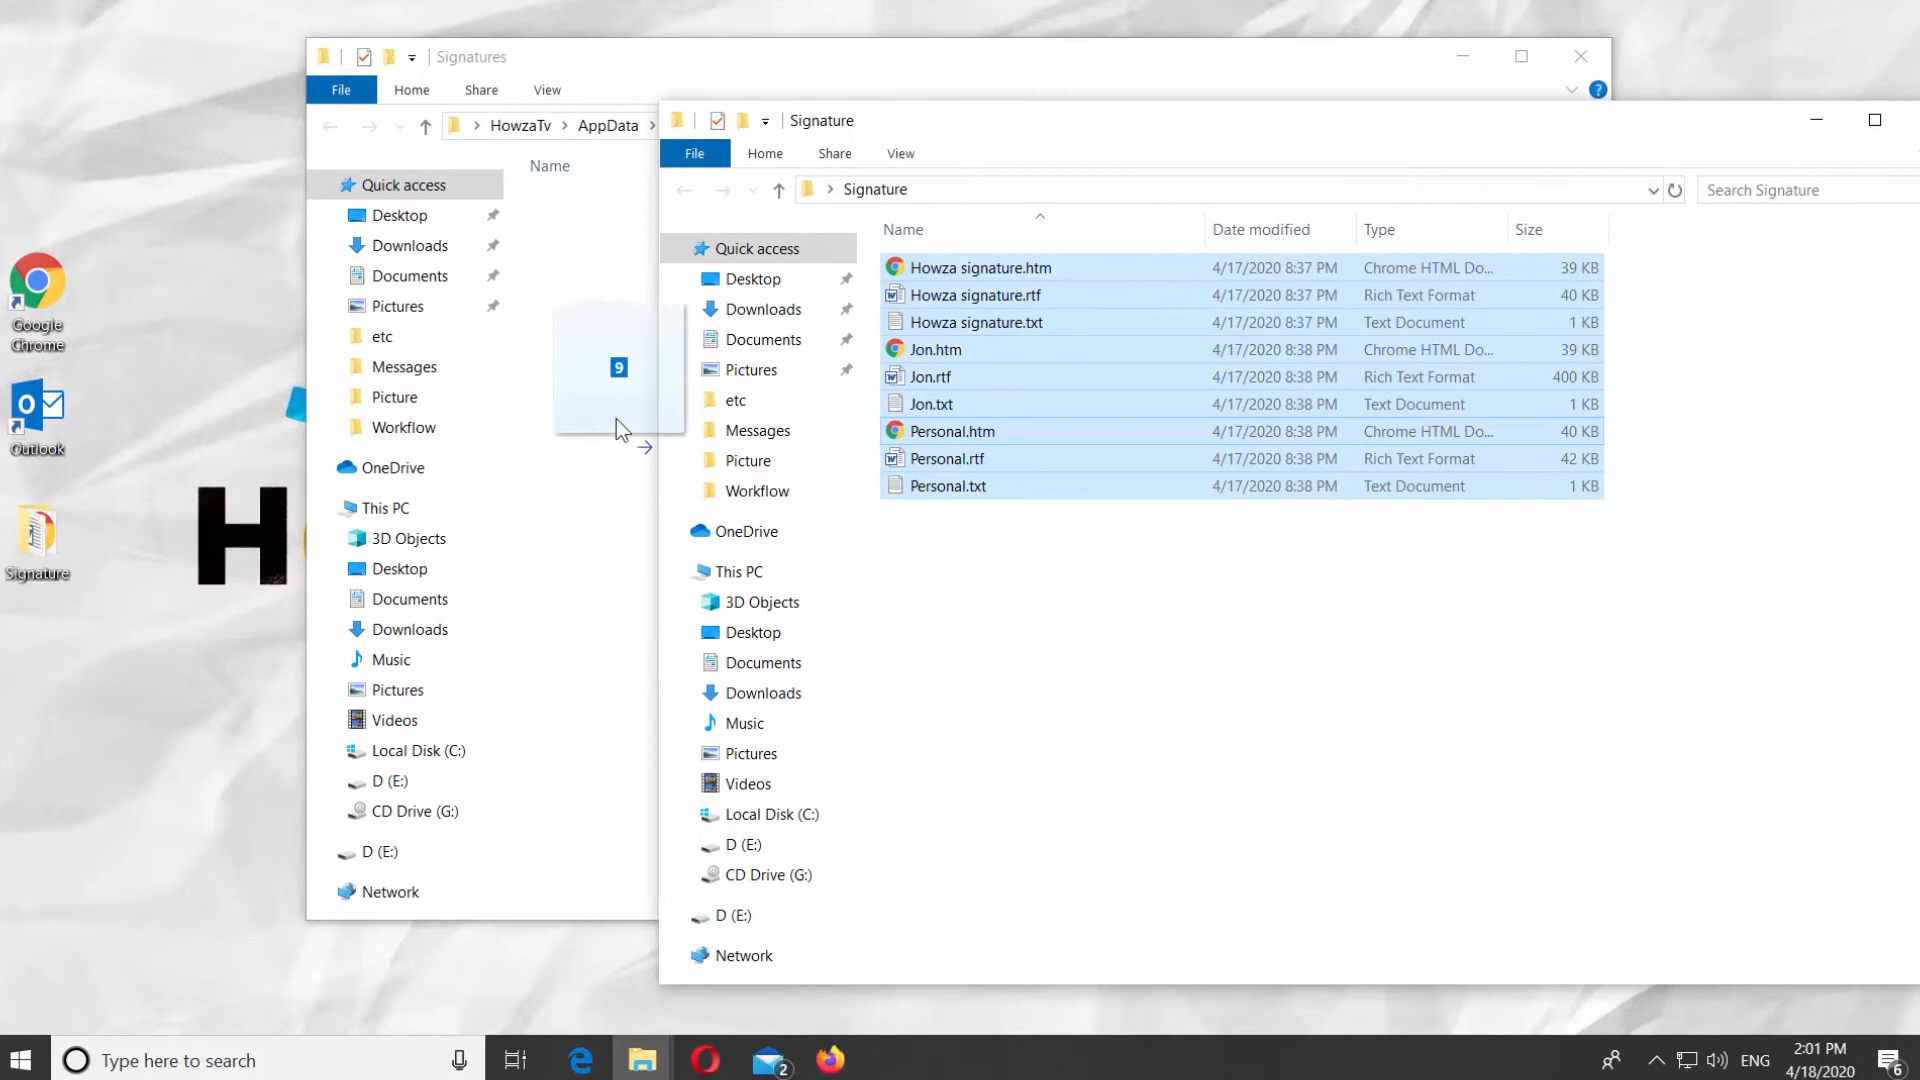 Signatures
File Home Share View
HowzaTv AppData
Name
Quick access
Desktop
Downloads
Documents
Pictures
etc
Messages
Picture
Workflow
OneDrive
This PC
3D Objects
Desktop
Documents
Downloads
Music
Pictures
Videos
Local Disk (C:)
D (E:)
CD Drive (G:)
D (E:)
Network
9
Signature
File Home Share View
Signature
Search Signature
Name Date modified Type Size
Howza signature.htm 4/17/2020 8:37 PM Chrome HTML Do... 39 KB
Howza signature.rtf 4/17/2020 8:37 PM Rich Text Format 40 KB
Howza signature.txt 4/17/2020 8:37 PM Text Document 1 KB
Jon.htm 4/17/2020 8:38 PM Chrome HTML Do... 39 KB
Jon.rtf 4/17/2020 8:38 PM Rich Text Format 400 KB
Jon.txt 4/17/2020 8:38 PM Text Document 1 KB
Personal.htm 4/17/2020 8:38 PM Chrome HTML Do... 40 KB
Personal.rtf 4/17/2020 8:38 PM Rich Text Format 42 KB
Personal.txt 4/17/2020 8:38 PM Text Document 1 KB
Quick access
Desktop
Downloads
Documents
Pictures
etc
Messages
Picture
Workflow
OneDrive
This PC
3D Objects
Desktop
Documents
Downloads
Music
Pictures
Videos
Local Disk (C:)
D (E:)
CD Drive (G:)
D (E:)
Network
Google
Chrome
Outlook
Signature
H
Type here to search
2
ENG
2:01 PM
4/18/2020
6